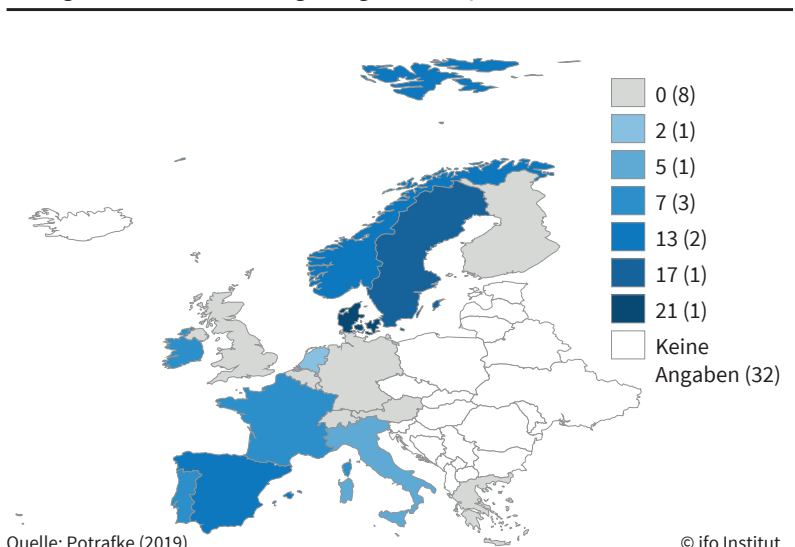 0 (8)
2 (1)
5 (1)
7 (3)
13 (2)
17 (1)
21 (1)
Keine
Angaben (32)
Quelle: Potrafke (2019)
© ifo Institut